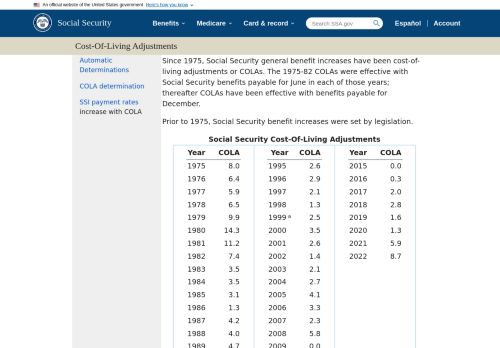 An official website of the United States government Here's how you know
Social Security
Benefits Medicare Card & record Search SSA.gov Español Account
Cost-Of-Living Adjustments
Automatic
Determinations
COLA determination
SSI payment rates
increase with COLA
Since 1975, Social Security general benefit increases have been cost-of-
living adjustments or COLAs. The 1975-82 COLAs were effective with
Social Security benefits payable for June in each of those years;
thereafter COLAs have been effective with benefits payable for
December.
Prior to 1975, Social Security benefit increases were set by legislation.
Social Security Cost-Of-Living Adjustments
Year COLA Year COLA Year COLA
1975 8.0 1995 2.6 2015 0.0
1976 6.4 1996 2.9 2016 0.3
1977 5.9 1997 2.1 2017 2.0
1978 6.5 1998 1.3 2018 2.8
1979 9.9 1999 a 2.5 2019 1.6
1980 14.3 2000 3.5 2020 1.3
1981 11.2 2001 2.6 2021 5.9
1982 7.4 2002 1.4 2022 8.7
1983 3.5 2003 2.1
1984 3.5 2004 2.7
1985 3.1 2005 4.1
1986 1.3 2006 3.3
1987 4.2 2007 2.3
1988 4.0 2008 5.8
1989 4.7 2009 0.0